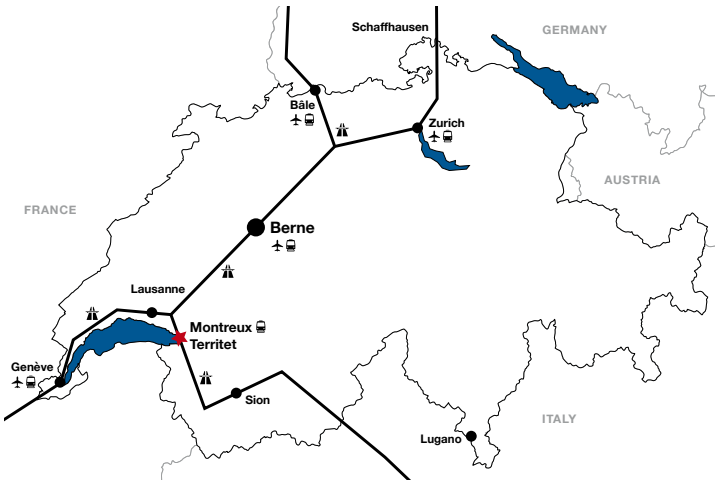 Schaffhausen
GERMANY
Bâle
Zurich
AUSTRIA
FRANCE
Berne
Lausanne
Montreux
Territet
Genève
Sion
ITALY
Lugano